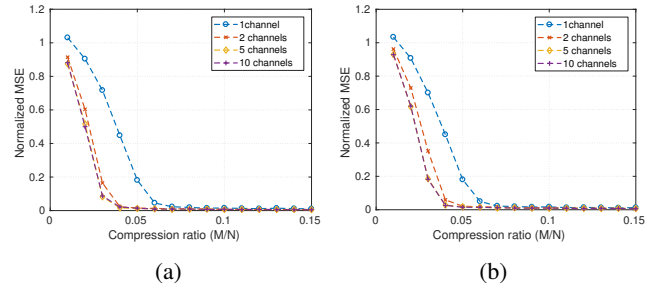 1.2
1
0.8
0.6
0.4
0.2
0
Normalized MSE
0
0.05
0.1
0.15
Compression ratio (M/N)
1channel
2 channels
5 channels
10 channels
(a)
1.2
1
0.8
0.6
0.4
0.2
0
Normalized MSE
0
0.05
0.1
0.15
Compression ratio (M/N)
1channel
2 channels
5 channels
10 channels
(b)